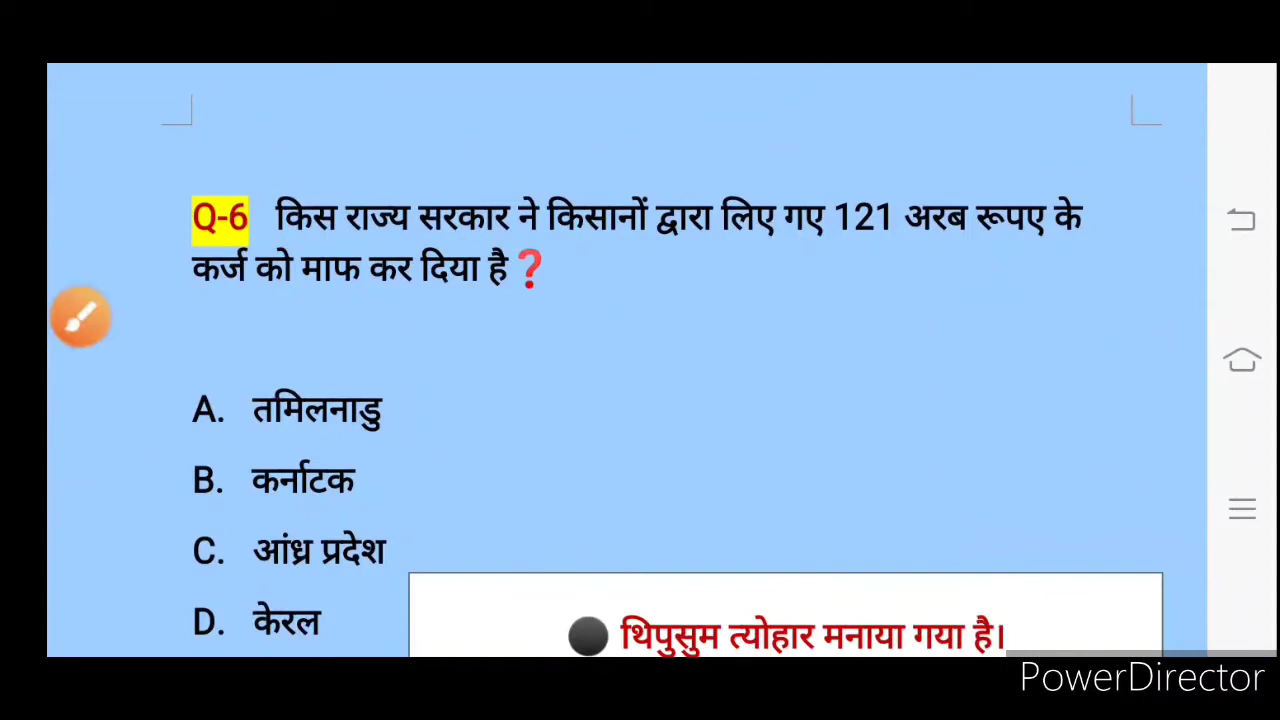 Q-6 किस राज्य सरकार ने किसानों द्वारा लिए गए 121 अरब रूपए के
कर्ज को माफ कर दिया है❓
A. तमिलनाडु
B. कर्नाटक
C. आंध्र प्रदेश
D. केरल
⚫ थिपुसुम त्योहार मनाया गया है।
PowerDirector